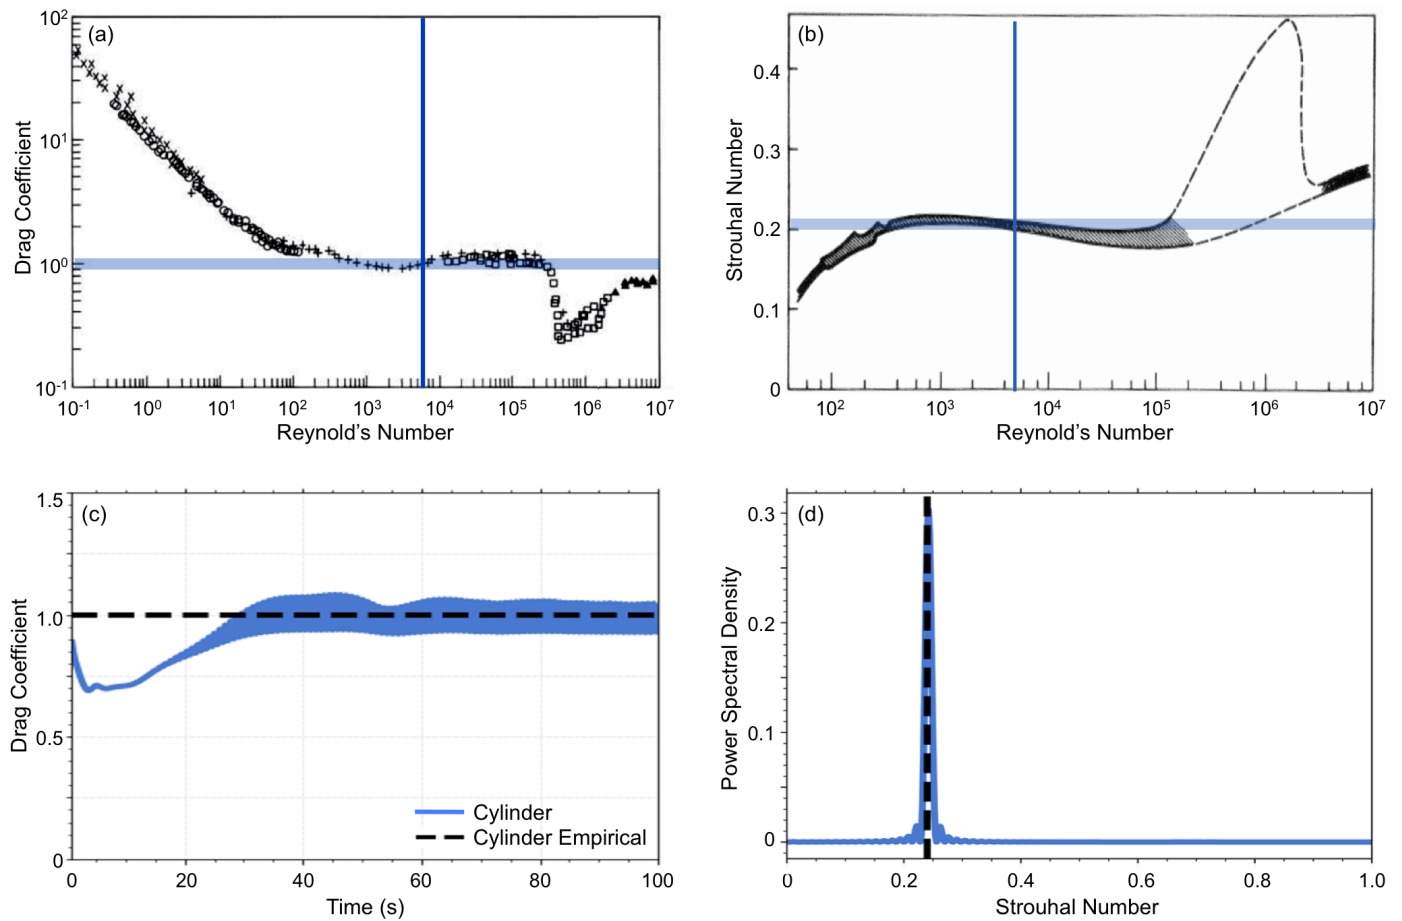 (a)
Drag Coefficient
10²
10¹
10⁰
10⁻¹
10⁻¹ 10⁰ 10¹ 10² 10³ 10⁴ 10⁵ 10⁶ 10⁷
Reynold's Number
(b)
Strouhal Number
0.4
0.3
0.2
0.1
0
10² 10³ 10⁴ 10⁵ 10⁶ 10⁷
Reynold's Number
(c)
Drag Coefficient
1.5
1.0
0.5
0
Cylinder
Cylinder Empirical
0 20 40 60 80 100
Time (s)
(d)
Power Spectral Density
0.3
0.2
0.1
0
0 0.2 0.4 0.6 0.8 1.0
Strouhal Number